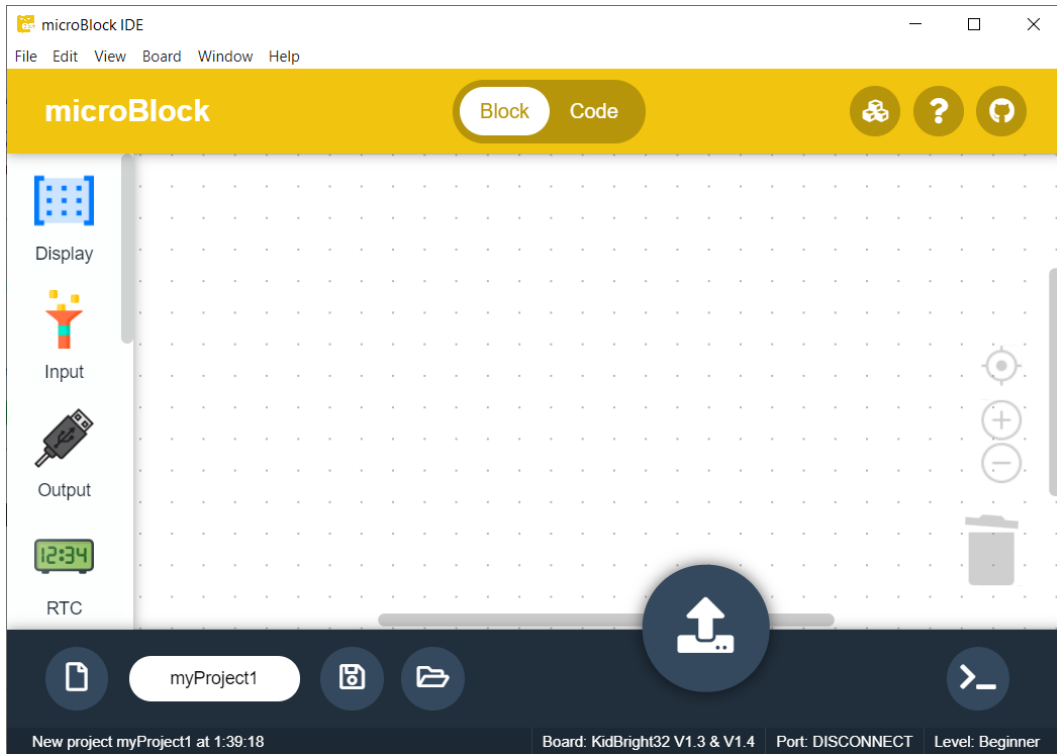 microBlock IDE
File Edit View Board Window Help
microBlock Block Code
Display
Input
Output
12:34
RTC
myProject1
New project myProject1 at 1:39:18 Board: KidBright32 V1.3 & V1.4 Port: DISCONNECT Level: Beginner